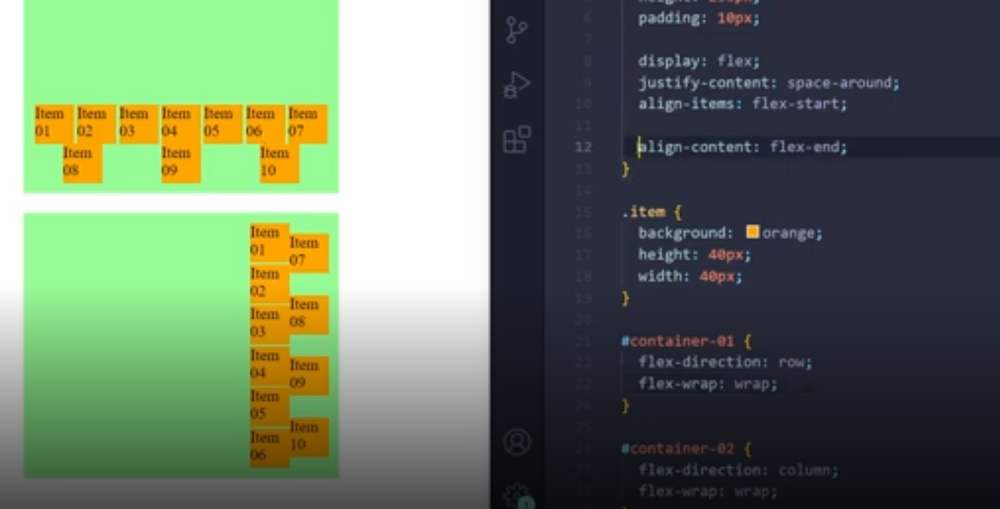 Item Item Item Item Item Item Item
01 02 03 04 05 06 07
Item Item Item
08 09 10
Item
01
Item
07
Item
02
Item
08
Item
03
Item
04
Item
09
Item
05
Item
10
Item
06
6 padding: 10px;
7
8 display: flex;
9 justify-content: space-around;
10 align-items: flex-start;
11
12 align-content: flex-end;
13 }
14
15 .item {
16 background: orange;
17 height: 40px;
18 width: 40px;
19 }
20
21 #container-01 {
22 flex-direction: row;
23 flex-wrap: wrap;
24 }
25
26 #container-02 {
27 flex-direction: column;
flex-wrap: wrap;
1